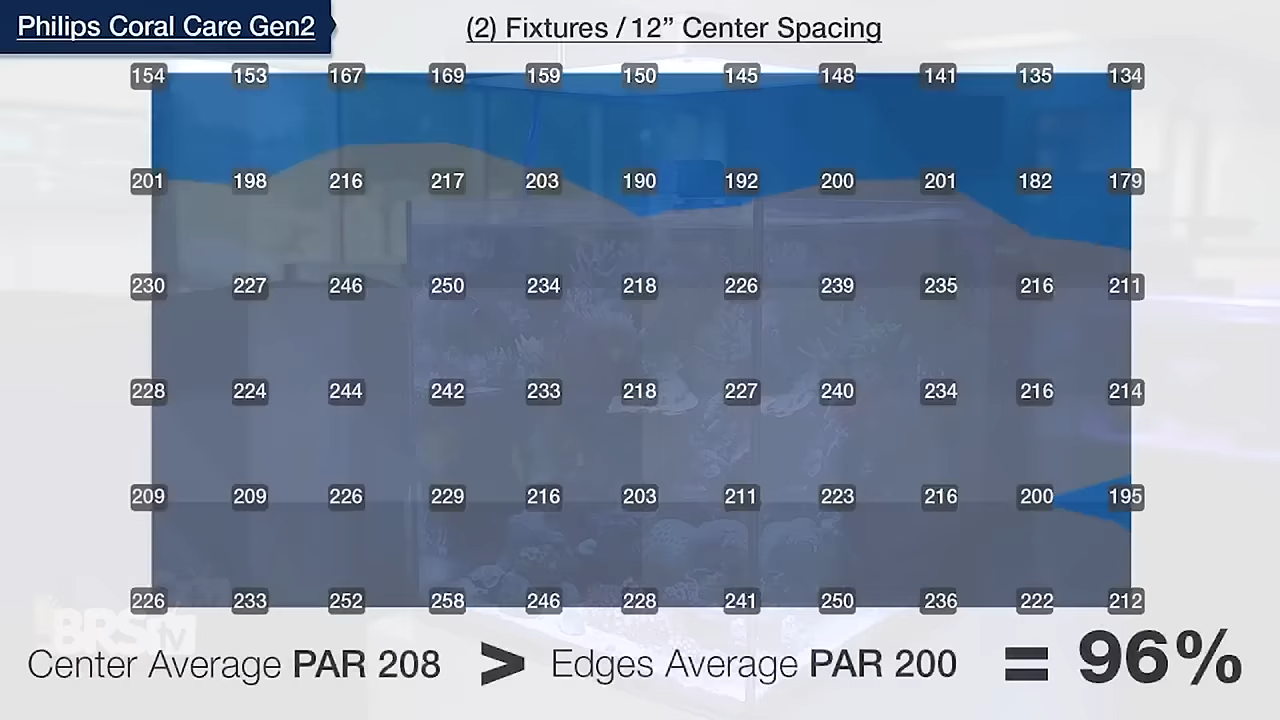 Philips Coral Care Gen2
(2) Fixtures / 12” Center Spacing
154 153 167 169 159 150 145 148 141 135 134
201 198 216 217 203 190 192 200 201 182 179
230 227 246 250 234 218 226 239 235 216 211
228 224 244 242 233 218 227 240 234 216 214
209 209 226 229 216 203 211 223 216 200 195
226 233 252 258 246 228 241 250 236 222 212
BRStv
Center Average PAR 208 > Edges Average PAR 200 = 96%